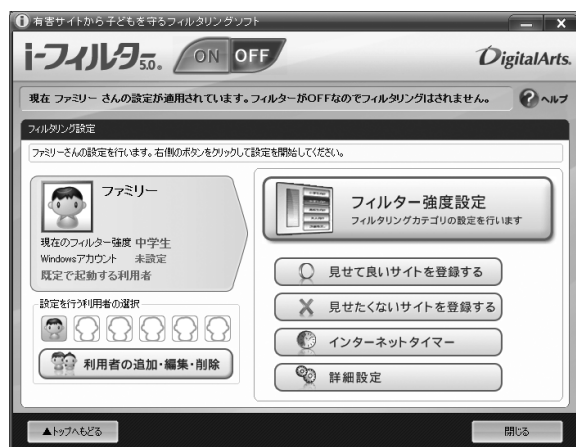 有害サイトから子どもを守るフィルタリングソフト
i-フィルター5.0. ON OFF DigitalArts.
現在 ファミリー さんの設定が適用されています。フィルターがOFFなのでフィルタリングはされません。 ?ヘルプ
フィルタリング設定
ファミリーさんの設定を行います。右側のボタンをクリックして設定を開始してください。
ファミリー
現在のフィルター強度 中学生
Windowsアカウント 未設定
既定で起動する利用者
設定を行う利用者の選択
利用者の追加・編集・削除
フィルター強度設定
フィルタリングカテゴリの設定を行います
見せて良いサイトを登録する
見せたくないサイトを登録する
インターネットタイマー
詳細設定
▲トップへもどる
閉じる